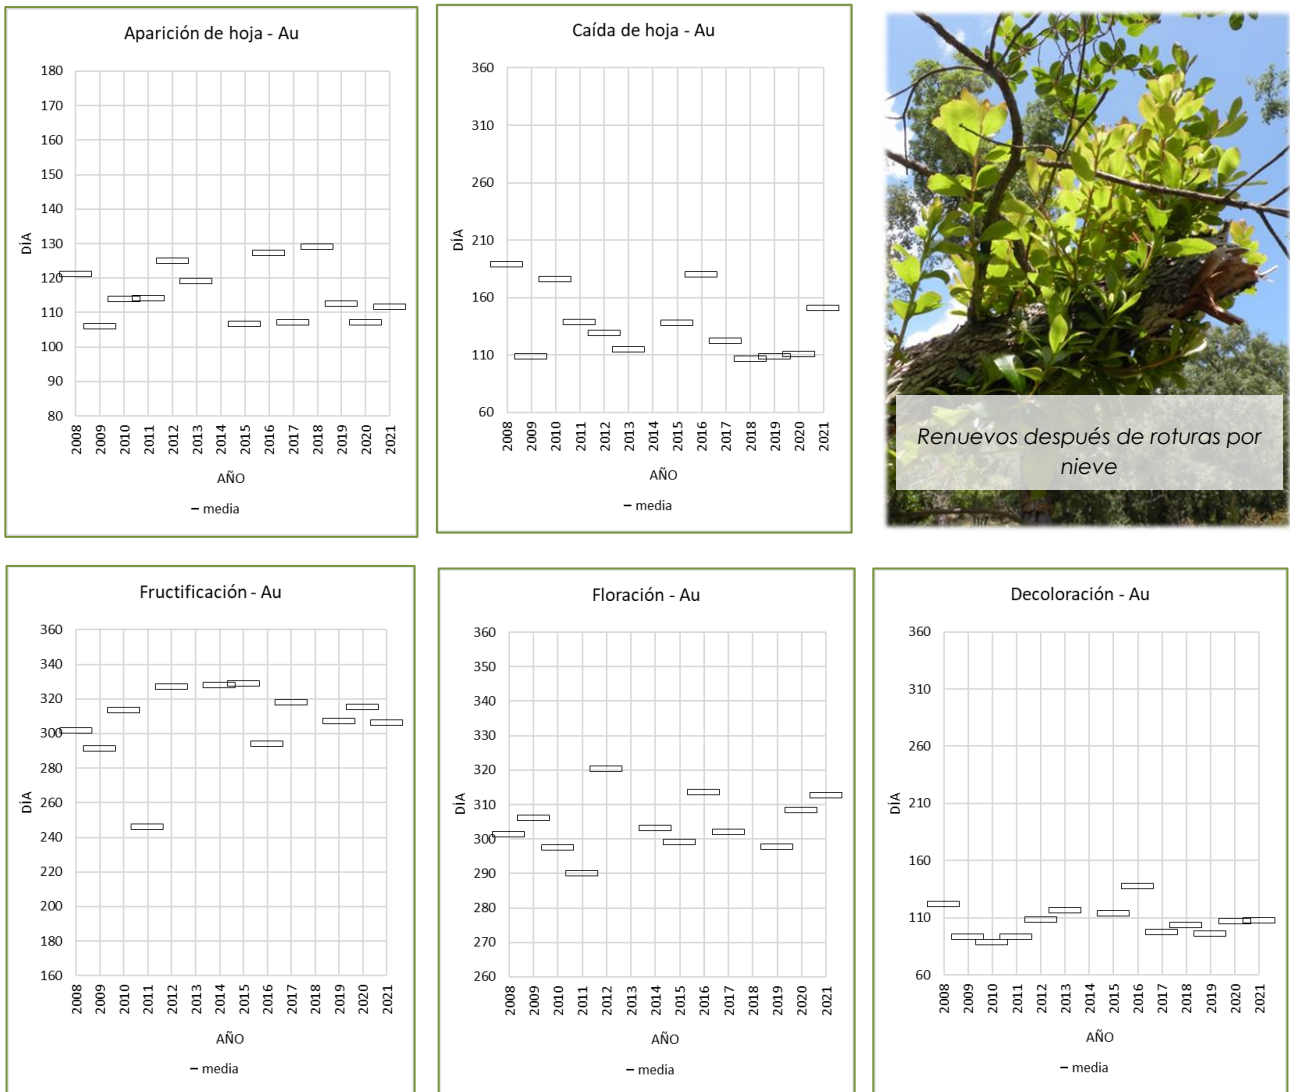 Aparición de hoja - Au
180
170
160
150
140
130
120
110
100
90
80
DÍA
2008 2009 2010 2011 2012 2013 2014 2015 2016 2017 2018 2019 2020 2021
AÑO
media
Caída de hoja - Au
360
310
260
210
160
110
60
DÍA
2008 2009 2010 2011 2012 2013 2014 2015 2016 2017 2018 2019 2020 2021
AÑO
media
Renuevos después de roturas por
nieve
Fructificación - Au
360
340
320
300
280
260
240
220
200
180
160
DÍA
2008 2009 2010 2011 2012 2013 2014 2015 2016 2017 2018 2019 2020 2021
AÑO
media
Floración - Au
360
350
340
330
320
310
300
290
280
270
260
DÍA
2008 2009 2010 2011 2012 2013 2014 2015 2016 2017 2018 2019 2020 2021
AÑO
media
Decoloración - Au
360
310
260
210
160
110
60
DÍA
2008 2009 2010 2011 2012 2013 2014 2015 2016 2017 2018 2019 2020 2021
AÑO
media